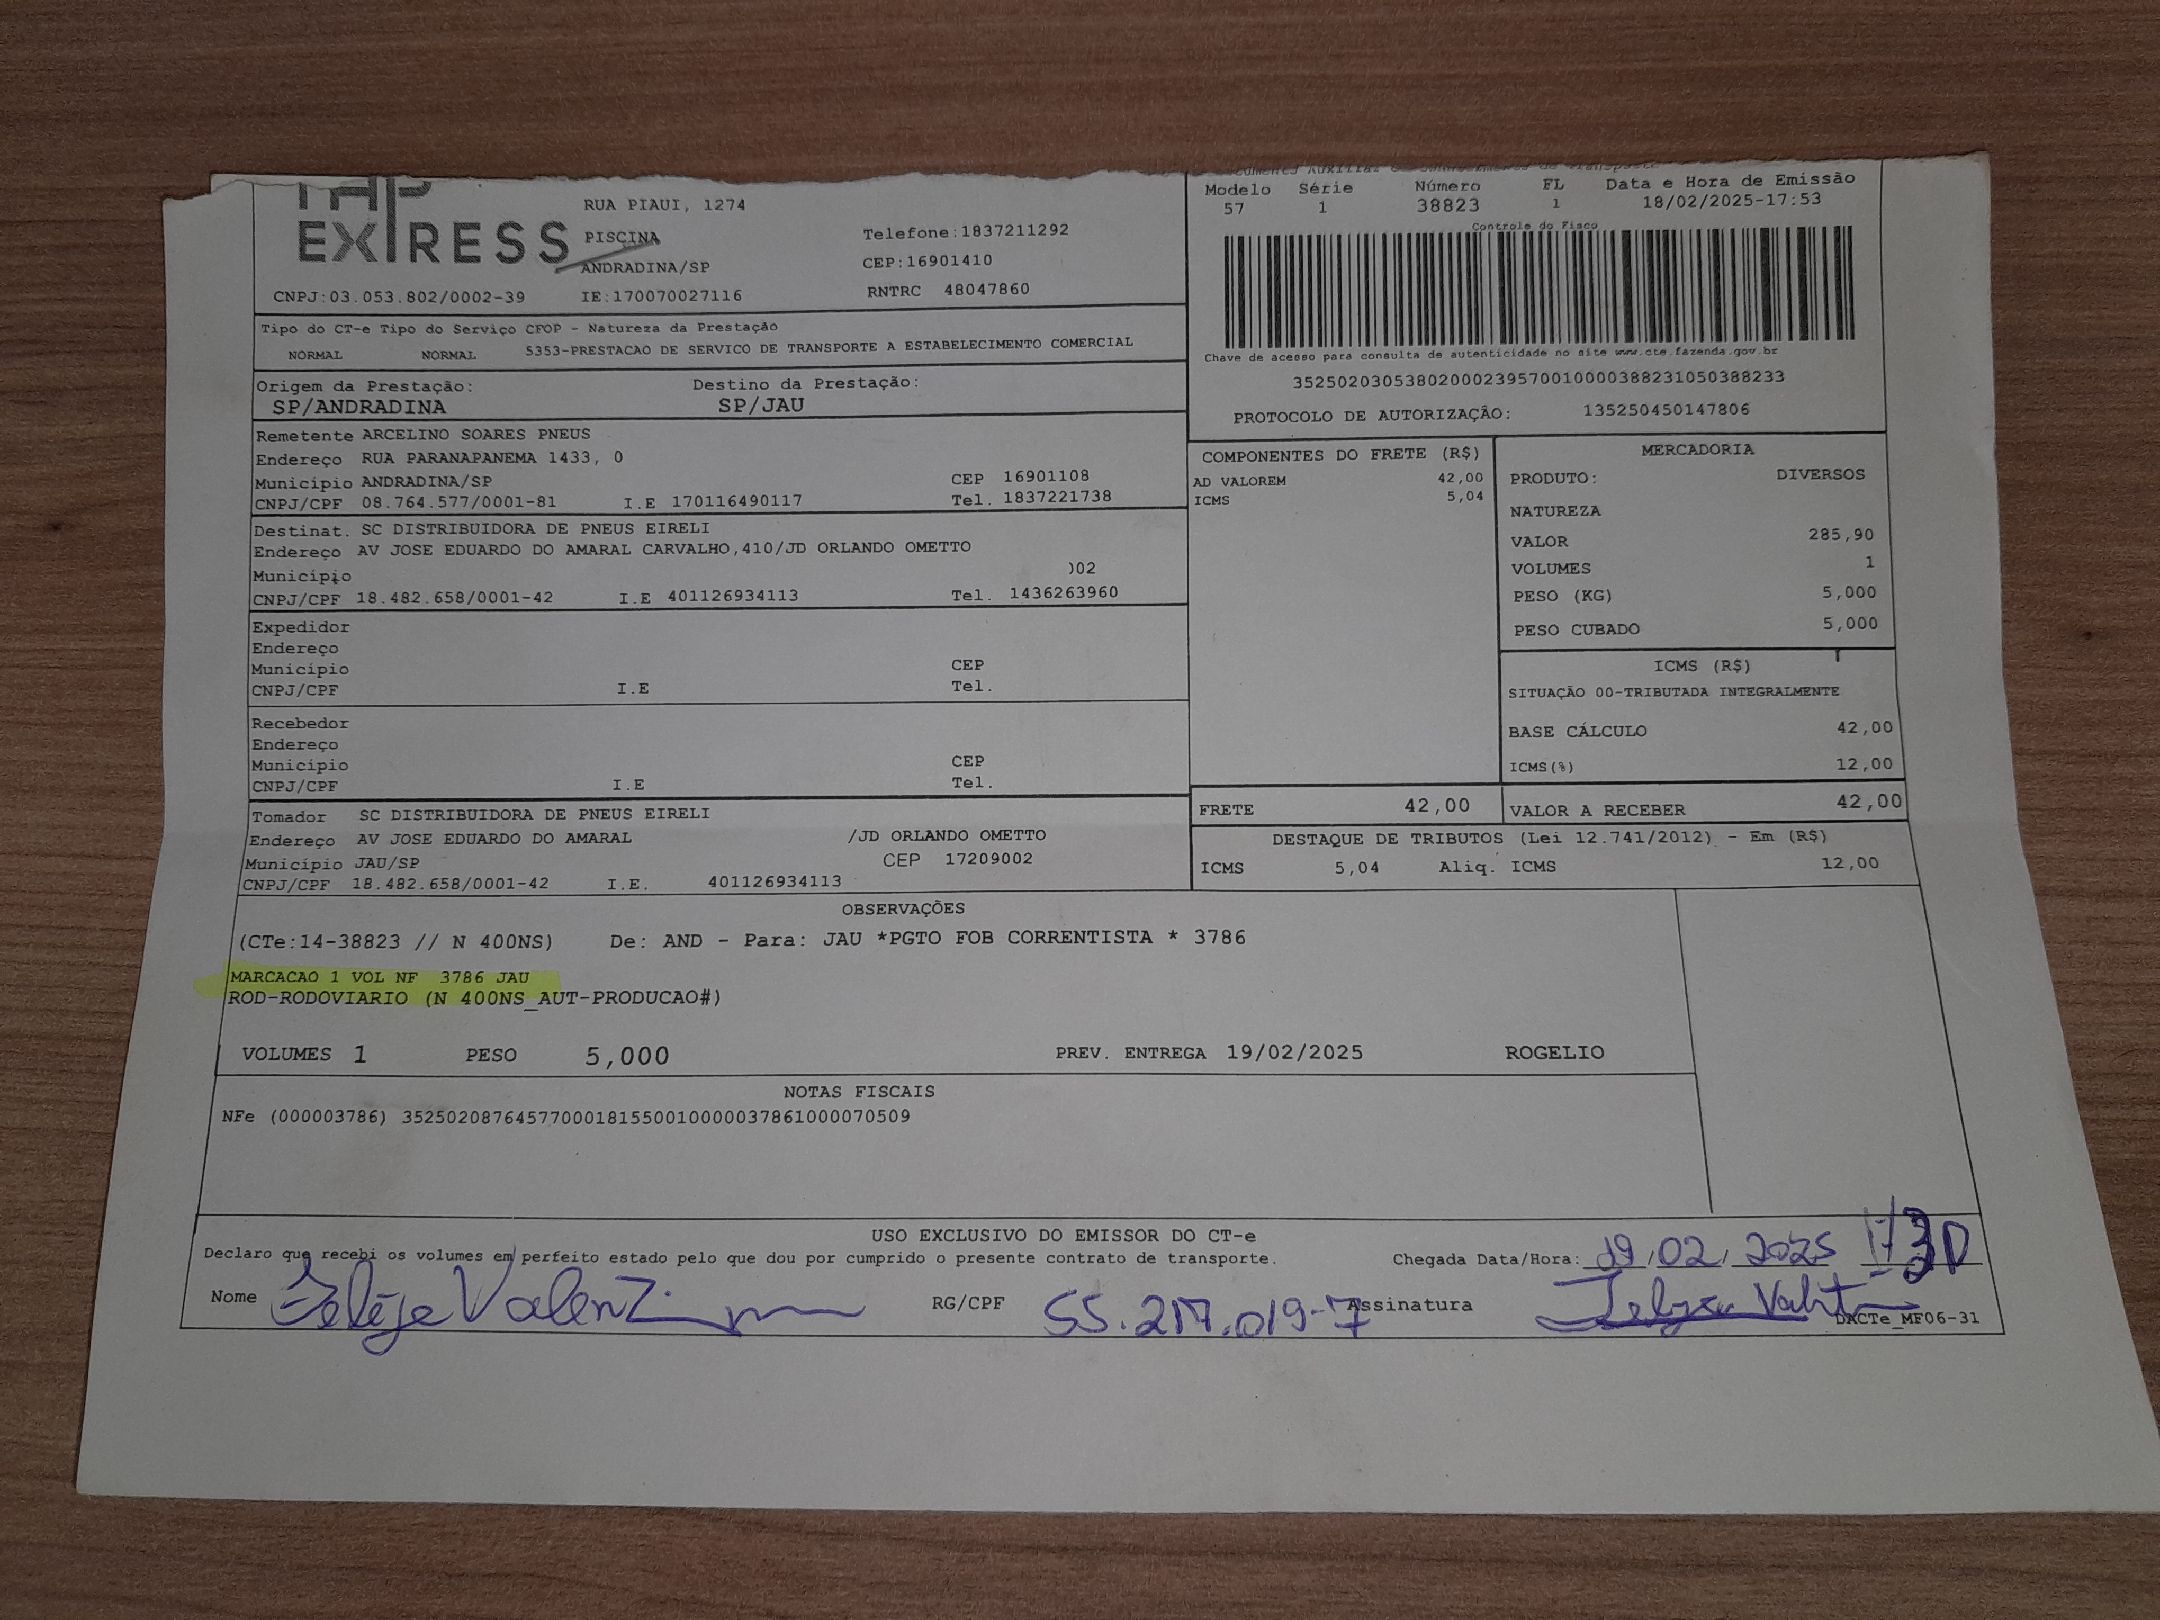 EXPRESS
RUA PIAUI, 1274
PISCINA
ANDRADINA/SP
Telefone:1837211292
CEP:16901410
CNPJ:03.053.802/0002-39 IE:170070027116 RNTRC 48047860
Modelo Série Número FL Data e Hora de Emissão
57 1 38823 1 18/02/2025-17:53
Controle do Fisco
Chave de acesso para consulta de autenticidade no site www.cte.fazenda.gov.br
35250203053802000239570010000388231050388233
PROTOCOLO DE AUTORIZAÇÃO: 135250450147806
Tipo do CT-e Tipo do Serviço CFOP - Natureza da Prestação
NORMAL NORMAL 5353-PRESTACAO DE SERVICO DE TRANSPORTE A ESTABELECIMENTO COMERCIAL
Origem da Prestação: Destino da Prestação:
SP/ANDRADINA SP/JAU
Remetente ARCELINO SOARES PNEUS
Endereço RUA PARANAPANEMA 1433, 0
Município ANDRADINA/SP CEP 16901108
CNPJ/CPF 08.764.577/0001-81 I.E 170116490117 Tel. 1837221738
Destinat. SC DISTRIBUIDORA DE PNEUS EIRELI
Endereço AV JOSE EDUARDO DO AMARAL CARVALHO,410/JD ORLANDO OMETTO
Município 002
CNPJ/CPF 18.482.658/0001-42 I.E 401126934113 Tel. 1436263960
Expedidor
Endereço
Município CEP
CNPJ/CPF I.E Tel.
Recebedor
Endereço
Município CEP
CNPJ/CPF I.E Tel.
Tomador SC DISTRIBUIDORA DE PNEUS EIRELI
Endereço AV JOSE EDUARDO DO AMARAL /JD ORLANDO OMETTO
Município JAU/SP CEP 17209002
CNPJ/CPF 18.482.658/0001-42 I.E. 401126934113
COMPONENTES DO FRETE (R$)
AD VALOREM 42,00
ICMS 5,04
MERCADORIA
PRODUTO: DIVERSOS
NATUREZA
VALOR 285,90
VOLUMES 1
PESO (KG) 5,000
PESO CUBADO 5,000
ICMS (R$)
SITUAÇÃO 00-TRIBUTADA INTEGRALMENTE
BASE CÁLCULO 42,00
ICMS(%) 12,00
FRETE 42,00 VALOR A RECEBER 42,00
DESTAQUE DE TRIBUTOS (Lei 12.741/2012) - Em (R$)
ICMS 5,04 Aliq. ICMS 12,00
OBSERVAÇÕES
(CTe:14-38823 // N 400NS) De: AND - Para: JAU *PGTO FOB CORRENTISTA * 3786
MARCACAO 1 VOL NF 3786 JAU
ROD-RODOVIARIO (N 400NS_AUT-PRODUCAO#)
VOLUMES 1 PESO 5,000 PREV. ENTREGA 19/02/2025 ROGELIO
NOTAS FISCAIS
NFe (000003786) 35250208764577000181550010000037861000070509
USO EXCLUSIVO DO EMISSOR DO CT-e
Declaro que recebi os volumes em perfeito estado pelo que dou por cumprido o presente contrato de transporte. Chegada Data/Hora: 19/02/2025
Nome RG/CPF Assinatura
DACTe_MF06-31